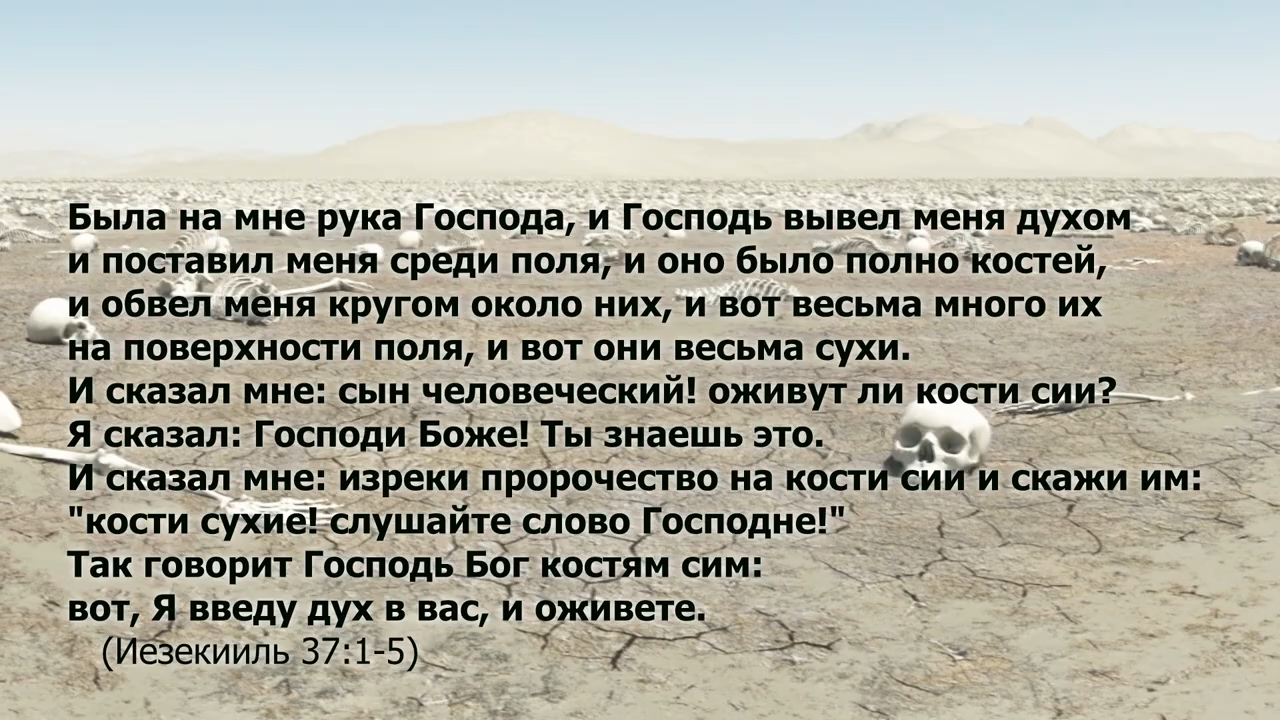 Была на мне рука Господа, и Господь вывел меня духом
и поставил меня среди поля, и оно было полно костей,
и обвел меня кругом около них, и вот весьма много их
на поверхности поля, и вот они весьма сухи.
И сказал мне: сын человеческий! оживут ли кости сии?
Я сказал: Господи Боже! Ты знаешь это.
И сказал мне: изреки пророчество на кости сии и скажи им:
"кости сухие! слушайте слово Господне!"
Так говорит Господь Бог костям сим:
вот, Я введу дух в вас, и оживете.
(Иезекииль 37:1-5)